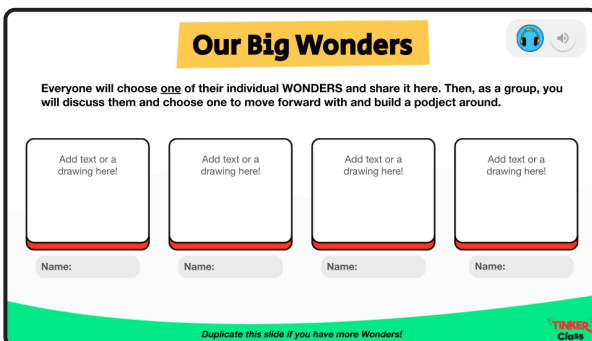 Our Big Wonders
Everyone will choose one of their individual WONDERS and share it here. Then, as a group, you
will discuss them and choose one to move forward with and build a podject around.
Add text or a
drawing here!
Add text or a
drawing here!
Add text or a
drawing here!
Add text or a
drawing here!
Name:
Name:
Name:
Name:
Duplicate this slide if you have more Wonders!
TINKER
Class